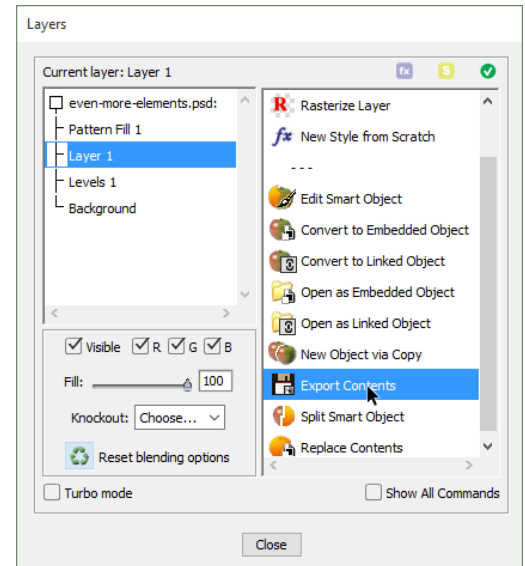 Layers
Current layer: Layer 1
fx
S
even-more-elements.psd:
Pattern Fill 1
Layer 1
Levels 1
Background
R Rasterize Layer
fx New Style from Scratch
---
Edit Smart Object
Convert to Embedded Object
Convert to Linked Object
Open as Embedded Object
Open as Linked Object
New Object via Copy
Export Contents
Split Smart Object
Replace Contents
Visible R G B
Fill: 100
Knockout: Choose...
Reset blending options
Turbo mode
Show All Commands
Close